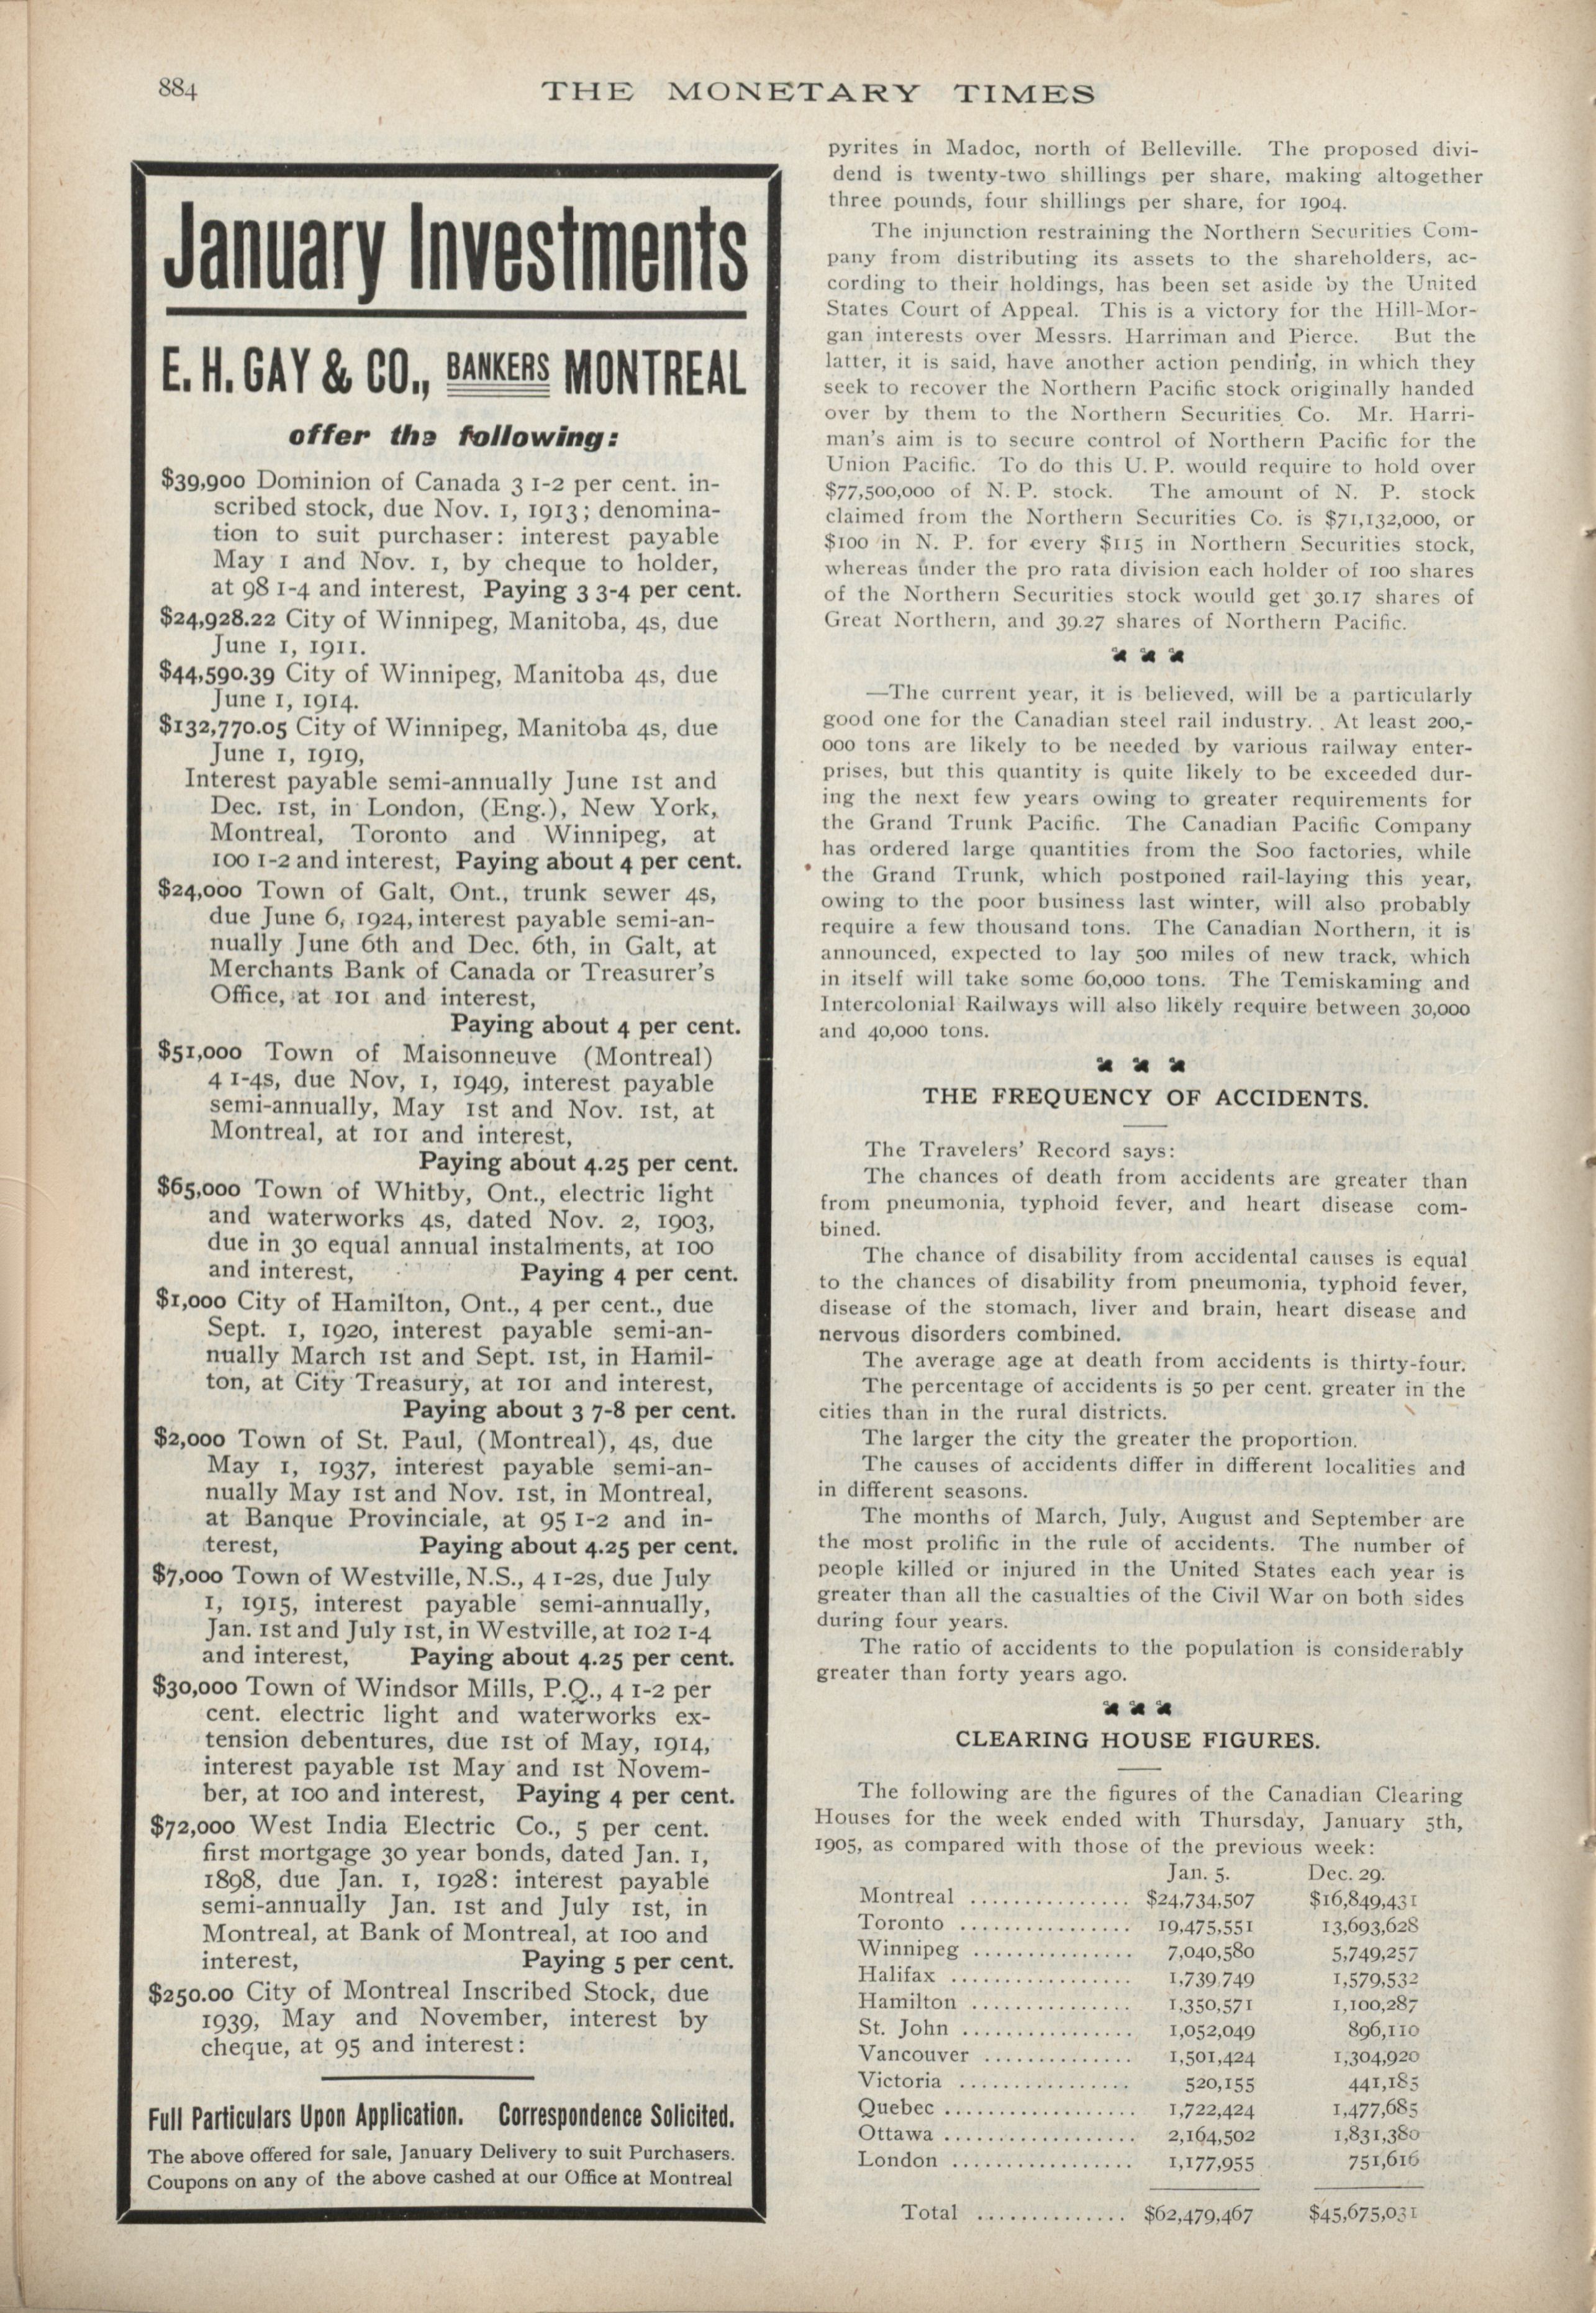 884
THE MONETARY TIMES
January Investments
E. H. GAY & CO., BANKERS MONTREAL
offer the following:
$39,900 Dominion of Canada 3 1-2 per cent. in-
scribed stock, due Nov. 1, 1913; denomina-
tion to suit purchaser: interest payable
May 1 and Nov. 1, by cheque to holder,
at 98 1-4 and interest, Paying 3 3-4 per cent.
$24,928.22 City of Winnipeg, Manitoba, 4s, due
June 1, 1911.
$44,590.39 City of Winnipeg, Manitoba 4s, due
June 1, 1914.
$132,770.05 City of Winnipeg, Manitoba 4s, due
June 1, 1919,
Interest payable semi-annually June 1st and
Dec. 1st, in London, (Eng.), New York,
Montreal, Toronto and Winnipeg, at
100 1-2 and interest, Paying about 4 per cent.
$24,000 Town of Galt, Ont., trunk sewer 4s,
due June 6, 1924, interest payable semi-an-
nually June 6th and Dec. 6th, in Galt, at
Merchants Bank of Canada or Treasurer's
Office, at 101 and interest,
Paying about 4 per cent.
$51,000 Town of Maisonneuve (Montreal)
4 1-4s, due Nov, 1, 1949, interest payable
semi-annually, May 1st and Nov. 1st, at
Montreal, at 101 and interest,
Paying about 4.25 per cent.
$65,000 Town of Whitby, Ont., electric light
and waterworks 4s, dated Nov. 2, 1903,
due in 30 equal annual instalments, at 100
and interest, Paying 4 per cent.
$1,000 City of Hamilton, Ont., 4 per cent., due
Sept. 1, 1920, interest payable semi-an-
nually March 1st and Sept. 1st, in Hamil-
ton, at City Treasury, at 101 and interest,
Paying about 3 7-8 per cent.
$2,000 Town of St. Paul, (Montreal), 4s, due
May 1, 1937, interest payable semi-an-
nually May 1st and Nov. 1st, in Montreal,
at Banque Provinciale, at 95 1-2 and in-
terest, Paying about 4.25 per cent.
$7,000 Town of Westville, N.S., 4 1-2s, due July
1, 1915, interest payable semi-annually,
Jan. 1st and July 1st, in Westville, at 102 1-4
and interest, Paying about 4.25 per cent.
$30,000 Town of Windsor Mills, P.Q., 4 1-2 per
cent. electric light and waterworks ex-
tension debentures, due 1st of May, 1914,
interest payable 1st May and 1st Novem-
ber, at 100 and interest, Paying 4 per cent.
$72,000 West India Electric Co., 5 per cent.
first mortgage 30 year bonds, dated Jan. 1,
1898, due Jan. 1, 1928: interest payable
semi-annually Jan. 1st and July 1st, in
Montreal, at Bank of Montreal, at 100 and
interest, Paying 5 per cent.
$250.00 City of Montreal Inscribed Stock, due
1939, May and November, interest by
cheque, at 95 and interest:
Full Particulars Upon Application. Correspondence Solicited.
The above offered for sale, January Delivery to suit Purchasers.
Coupons on any of the above cashed at our Office at Montreal
pyrites in Madoc, north of Belleville. The proposed divi-
dend is twenty-two shillings per share, making altogether
three pounds, four shillings per share, for 1904.
The injunction restraining the Northern Securities Com-
pany from distributing its assets to the shareholders, ac-
cording to their holdings, has been set aside by the United
States Court of Appeal. This is a victory for the Hill-Mor-
gan interests over Messrs. Harriman and Pierce. But the
latter, it is said, have another action pending, in which they
seek to recover the Northern Pacific stock originally handed
over by them to the Northern Securities Co. Mr. Harri-
man's aim is to secure control of Northern Pacific for the
Union Pacific. To do this U. P. would require to hold over
$77,500,000 of N. P. stock. The amount of N. P. stock
claimed from the Northern Securities Co. is $71,132,000, or
$100 in N. P. for every $115 in Northern Securities stock,
whereas under the pro rata division each holder of 100 shares
of the Northern Securities stock would get 30.17 shares of
Great Northern, and 39.27 shares of Northern Pacific.
—The current year, it is believed, will be a particularly
good one for the Canadian steel rail industry. . At least 200,-
000 tons are likely to be needed by various railway enter-
prises, but this quantity is quite likely to be exceeded dur-
ing the next few years owing to greater requirements for
the Grand Trunk Pacific. The Canadian Pacific Company
has ordered large quantities from the Soo factories, while
the Grand Trunk, which postponed rail-laying this year,
owing to the poor business last winter, will also probably
require a few thousand tons. The Canadian Northern, it is
announced, expected to lay 500 miles of new track, which
in itself will take some 60,000 tons. The Temiskaming and
Intercolonial Railways will also likely require between 30,000
and 40,000 tons.
THE FREQUENCY OF ACCIDENTS.
The Travelers' Record says:
The chances of death from accidents are greater than
from pneumonia, typhoid fever, and heart disease com-
bined.
The chance of disability from accidental causes is equal
to the chances of disability from pneumonia, typhoid fever,
disease of the stomach, liver and brain, heart disease and
nervous disorders combined.
The average age at death from accidents is thirty-four.
The percentage of accidents is 50 per cent. greater in the
cities than in the rural districts.
The larger the city the greater the proportion.
The causes of accidents differ in different localities and
in different seasons.
The months of March, July, August and September are
the most prolific in the rule of accidents. The number of
people killed or injured in the United States each year is
greater than all the casualties of the Civil War on both sides
during four years.
The ratio of accidents to the population is considerably
greater than forty years ago.
CLEARING HOUSE FIGURES.
The following are the figures of the Canadian Clearing
Houses for the week ended with Thursday, January 5th,
1905, as compared with those of the previous week:
Jan. 5. Dec. 29.
Montreal ............... $24,734,507 $16,849,431
Toronto ................ 19,475,551 13,693,628
Winnipeg ............... 7,040,580 5,749,257
Halifax ................. 1,739,749 1,579,532
Hamilton ............... 1,350,571 1,100,287
St. John ................ 1,052,049 896,110
Vancouver .............. 1,501,424 1,304,920
Victoria ................ 520,155 441,185
Quebec .................. 1,722,424 1,477,685
Ottawa .................. 2,164,502 1,831,380
London ................. 1,177,955 751,616
Total .............. $62,479,467 $45,675,031